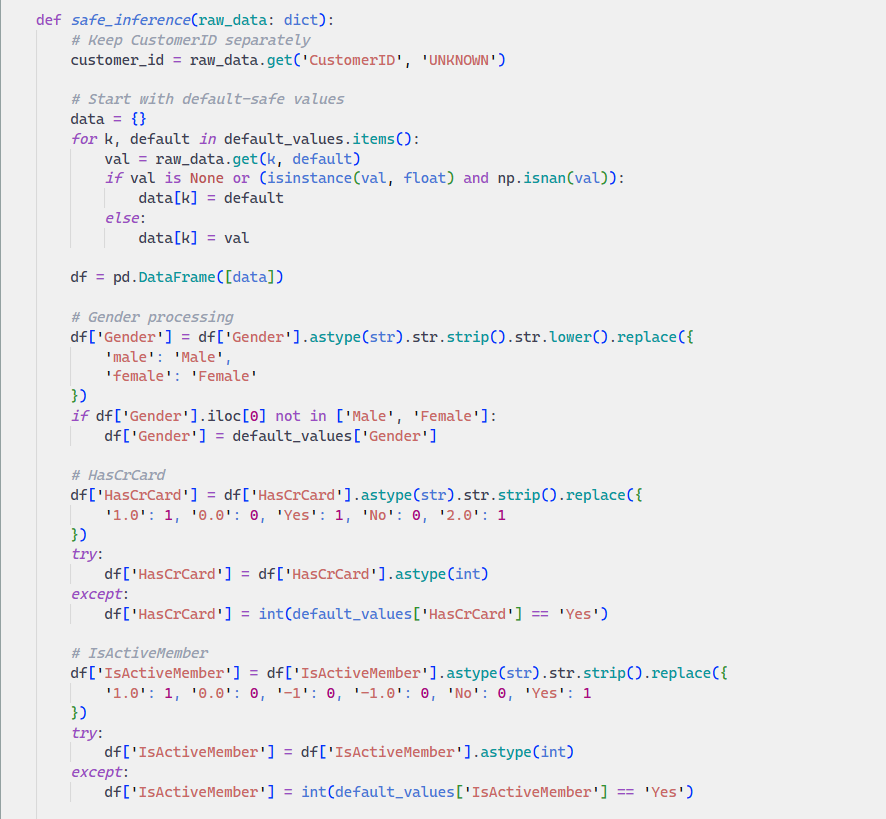 def safe_inference(raw_data: dict):
    # Keep CustomerID separately
    customer_id = raw_data.get('CustomerID', 'UNKNOWN')

    # Start with default-safe values
    data = {}
    for k, default in default_values.items():
        val = raw_data.get(k, default)
        if val is None or (isinstance(val, float) and np.isnan(val)):
            data[k] = default
        else:
            data[k] = val

    df = pd.DataFrame([data])

    # Gender processing
    df['Gender'] = df['Gender'].astype(str).str.strip().str.lower().replace({
        'male': 'Male',
        'female': 'Female'
    })
    if df['Gender'].iloc[0] not in ['Male', 'Female']:
        df['Gender'] = default_values['Gender']

    # HasCrCard
    df['HasCrCard'] = df['HasCrCard'].astype(str).str.strip().replace({
        '1.0': 1, '0.0': 0, 'Yes': 1, 'No': 0, '2.0': 1
    })
    try:
        df['HasCrCard'] = df['HasCrCard'].astype(int)
    except:
        df['HasCrCard'] = int(default_values['HasCrCard'] == 'Yes')

    # IsActiveMember
    df['IsActiveMember'] = df['IsActiveMember'].astype(str).str.strip().replace({
        '1.0': 1, '0.0': 0, '-1': 0, '-1.0': 0, 'No': 0, 'Yes': 1
    })
    try:
        df['IsActiveMember'] = df['IsActiveMember'].astype(int)
    except:
        df['IsActiveMember'] = int(default_values['IsActiveMember'] == 'Yes')